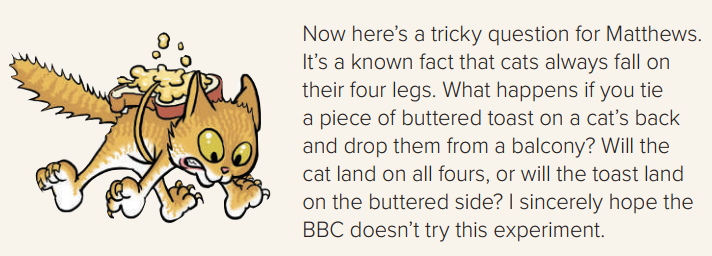 Now here’s a tricky question for Matthews.
It’s a known fact that cats always fall on
their four legs. What happens if you tie
a piece of buttered toast on a cat’s back
and drop them from a balcony? Will the
cat land on all fours, or will the toast land
on the buttered side? I sincerely hope the
BBC doesn’t try this experiment.